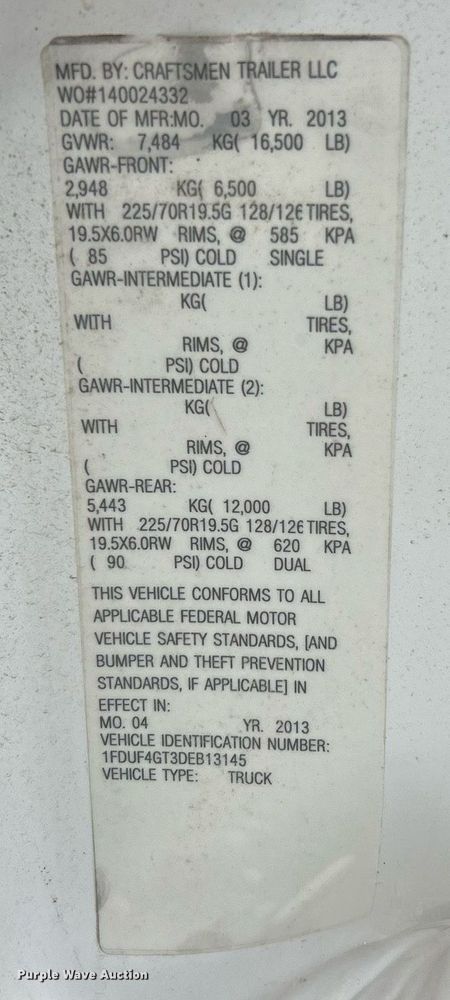 MFD. BY: CRAFTSMEN TRAILER LLC
WO#140024332
DATE OF MFR:MO. 03 YR. 2013
GVWR: 7,484 KG( 16,500 LB)
GAWR-FRONT:
2,948 KG( 6,500 LB)
WITH 225/70R19.5G 128/126 TIRES,
19.5X6.0RW RIMS, @ 585 KPA
( 85 PSI) COLD SINGLE
GAWR-INTERMEDIATE (1):
KG( LB)
WITH TIRES,
RIMS, @ KPA
( PSI) COLD
GAWR-INTERMEDIATE (2):
KG( LB)
WITH TIRES,
RIMS, @ KPA
( PSI) COLD
GAWR-REAR:
5,443 KG( 12,000 LB)
WITH 225/70R19.5G 128/126 TIRES,
19.5X6.0RW RIMS, @ 620 KPA
( 90 PSI) COLD DUAL
THIS VEHICLE CONFORMS TO ALL
APPLICABLE FEDERAL MOTOR
VEHICLE SAFETY STANDARDS, [AND
BUMPER AND THEFT PREVENTION
STANDARDS, IF APPLICABLE] IN
EFFECT IN:
MO. 04 YR. 2013
VEHICLE IDENTIFICATION NUMBER:
1FDUF4GT3DEB13145
VEHICLE TYPE: TRUCK
Purple Wave Auction